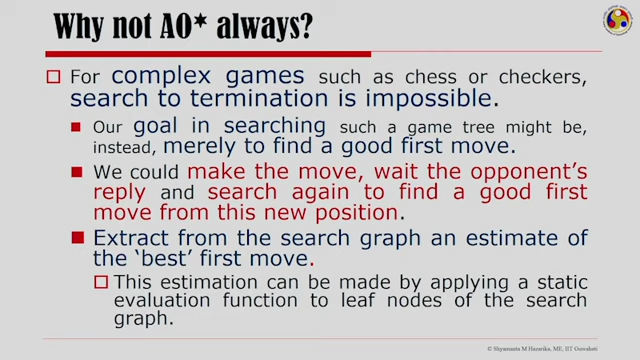 Why not AO* always?
For complex games such as chess or checkers,
search to termination is impossible.
Our goal in searching such a game tree might be,
instead, merely to find a good first move.
We could make the move, wait the opponent's
reply and search again to find a good first
move from this new position.
Extract from the search graph an estimate of
the 'best' first move.
This estimation can be made by applying a static
evaluation function to leaf nodes of the search
graph.
© Shyamanta M Hazarika, ME, IIT Guwahati